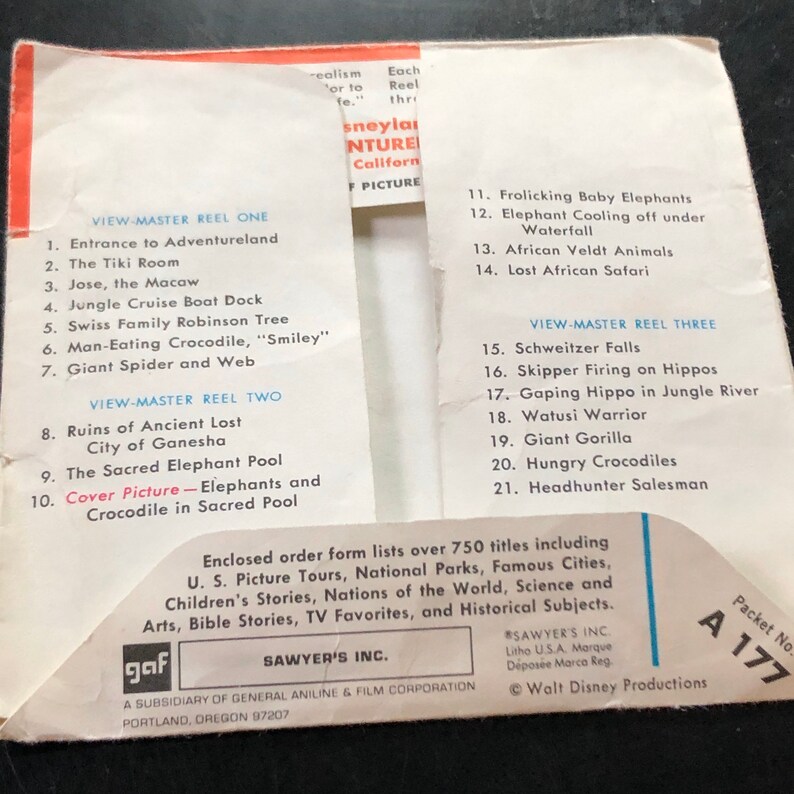 ealism Each
or to Reel
fe." thr
sneylan
NTURE
Californ
F PICTURE
VIEW-MASTER REEL ONE
1. Entrance to Adventureland
2. The Tiki Room
3. Jose, the Macaw
4. Jungle Cruise Boat Dock
5. Swiss Family Robinson Tree
6. Man-Eating Crocodile, "Smiley"
7. Giant Spider and Web
VIEW-MASTER REEL TWO
8. Ruins of Ancient Lost
City of Ganesha
9. The Sacred Elephant Pool
10. Cover Picture — Elephants and
Crocodile in Sacred Pool
11. Frolicking Baby Elephants
12. Elephant Cooling off under
Waterfall
13. African Veldt Animals
14. Lost African Safari
VIEW-MASTER REEL THREE
15. Schweitzer Falls
16. Skipper Firing on Hippos
17. Gaping Hippo in Jungle River
18. Watusi Warrior
19. Giant Gorilla
20. Hungry Crocodiles
21. Headhunter Salesman
Enclosed order form lists over 750 titles including
U. S. Picture Tours, National Parks, Famous Cities,
Children's Stories, Nations of the World, Science and
Arts, Bible Stories, TV Favorites, and Historical Subjects.
gaf SAWYER'S INC.
A SUBSIDIARY OF GENERAL ANILINE & FILM CORPORATION
PORTLAND, OREGON 97207
®SAWYER'S INC.
Litho U.S.A. Marque
Déposée Marca Reg.
© Walt Disney Productions
Packet No.
A 177